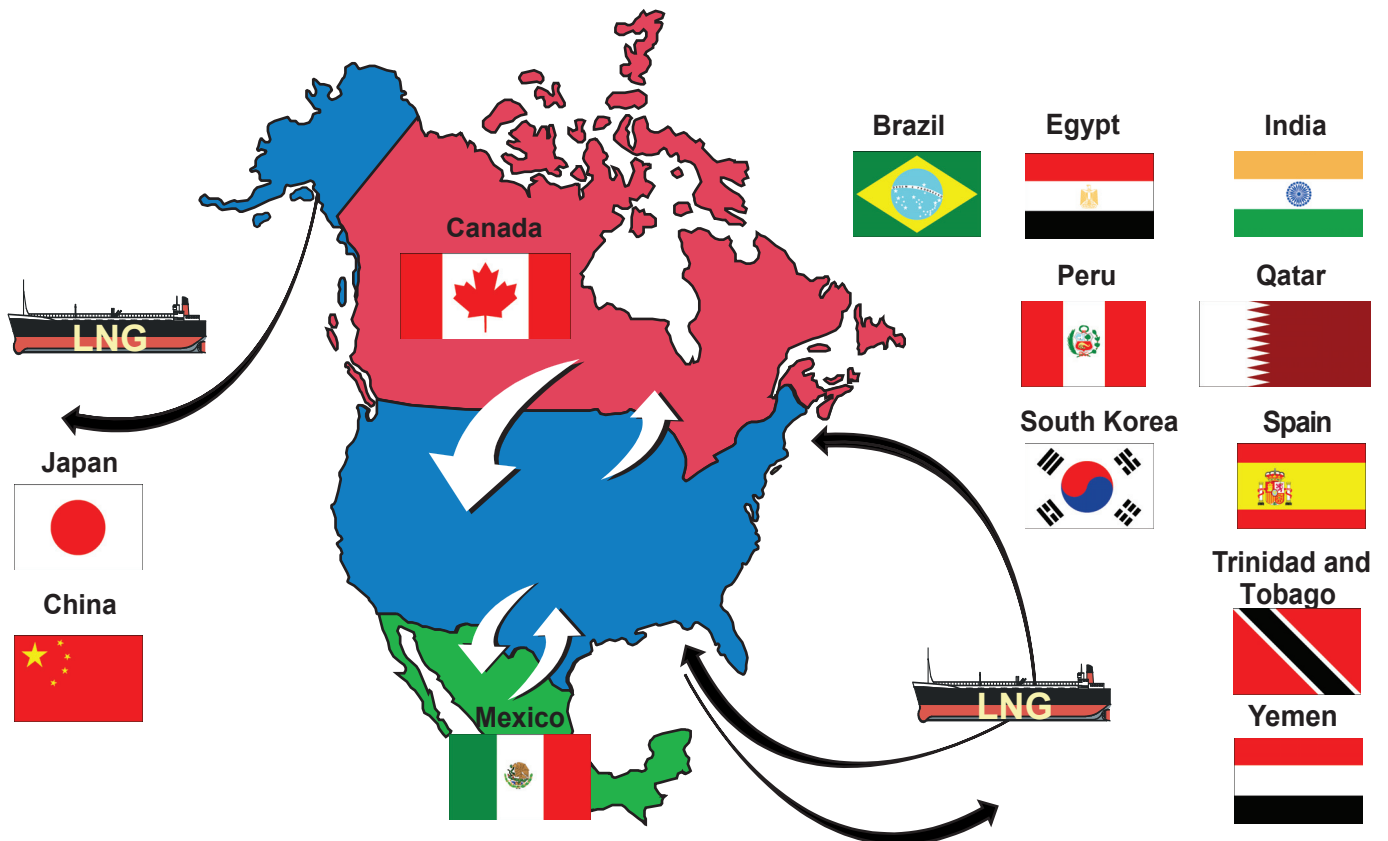 Brazil
Egypt
India
Canada
Peru
Qatar
LNG
South Korea
Spain
Japan
Trinidad and
Tobago
China
LNG
Mexico
Yemen